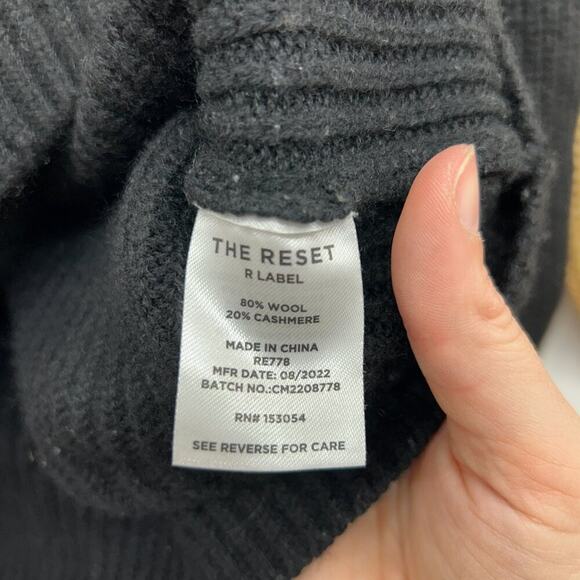 THE RESET
R LABEL
80% WOOL
20% CASHMERE
MADE IN CHINA
RE778
MFR DATE: 08/2022
BATCH NO.:CM2208778
RN# 153054
SEE REVERSE FOR CARE